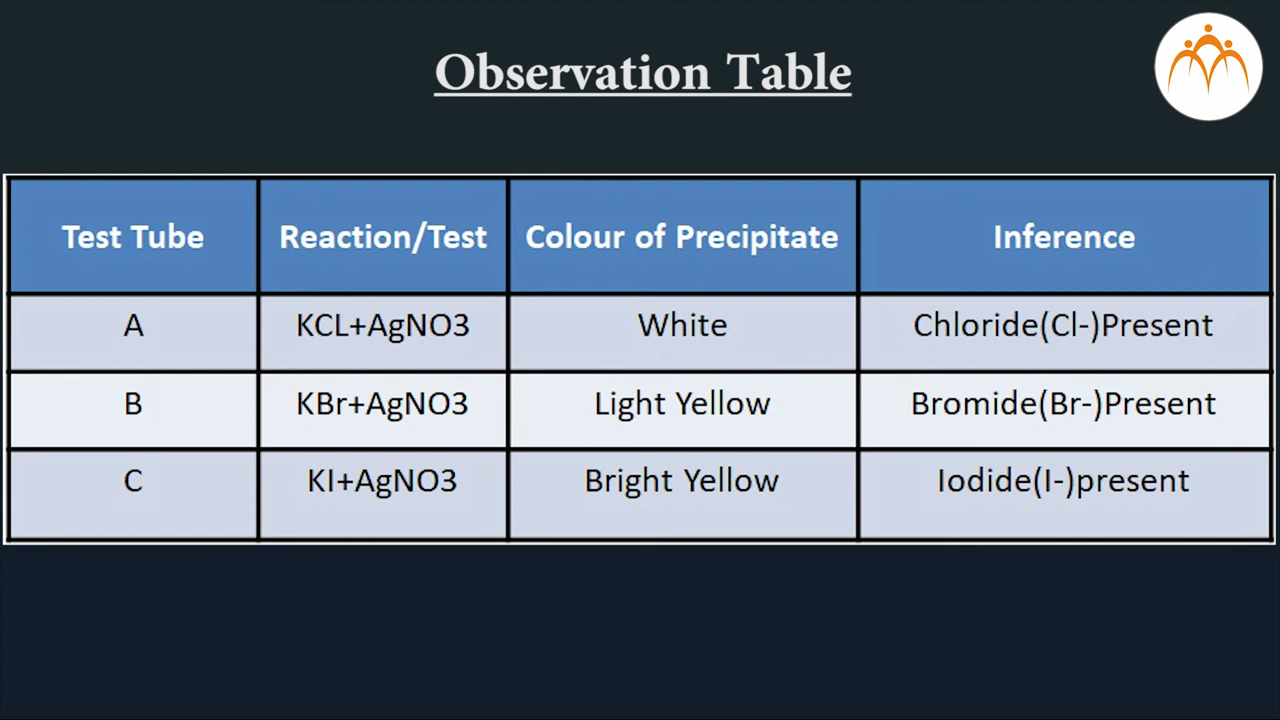 Observation Table
Test Tube Reaction/Test Colour of Precipitate Inference
A KCL+AgNO3 White Chloride(Cl-)Present
B KBr+AgNO3 Light Yellow Bromide(Br-)Present
C KI+AgNO3 Bright Yellow Iodide(I-)present